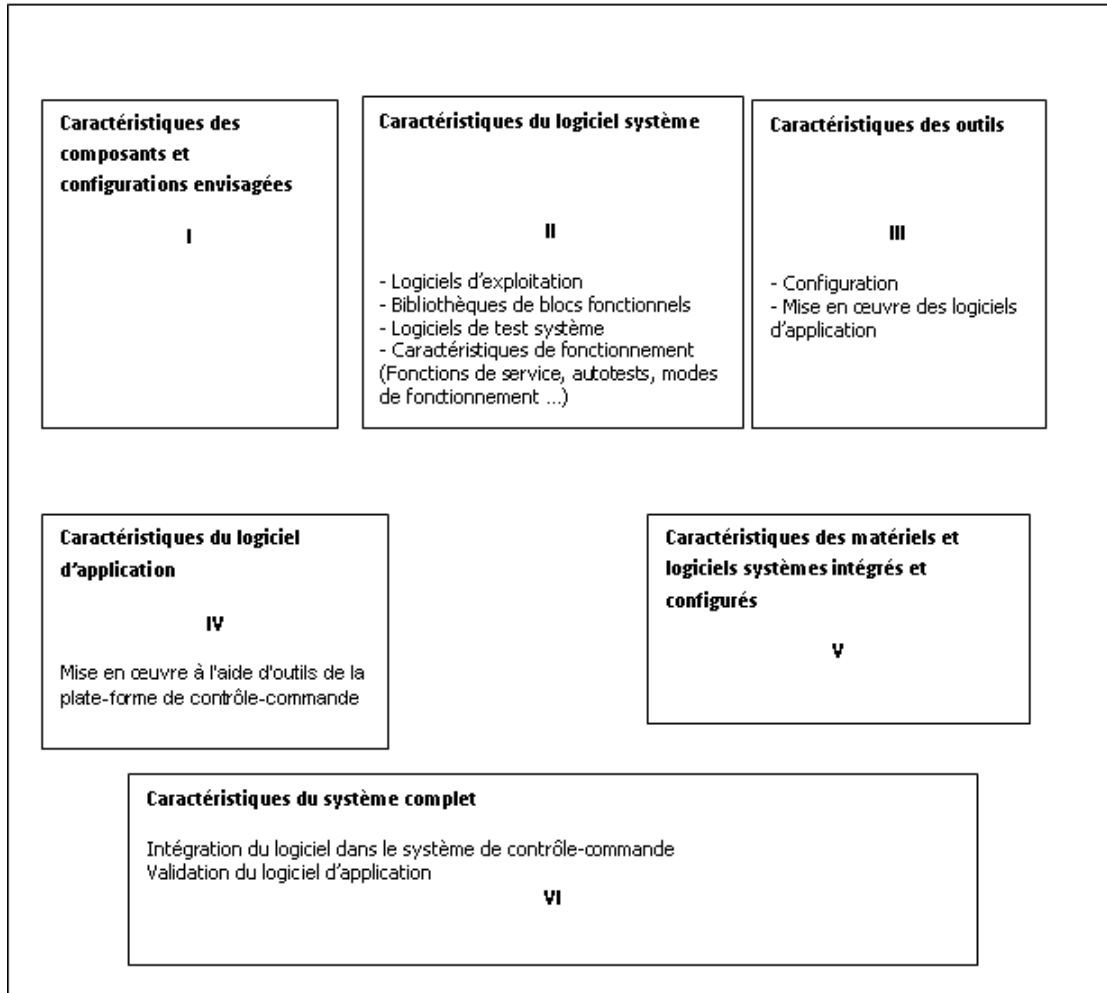 Caractéristiques des
composants et
configurations envisagées
I
Caractéristiques du logiciel système
II
- Logiciels d'exploitation
- Bibliothèques de blocs fonctionnels
- Logiciels de test système
- Caractéristiques de fonctionnement
(Fonctions de service, autotests, modes
de fonctionnement ...)
Caractéristiques des outils
III
- Configuration
- Mise en œuvre des logiciels
d'application
Caractéristiques du logiciel
d'application
IV
Mise en œuvre à l'aide d'outils de la
plate-forme de contrôle-commande
Caractéristiques des matériels et
logiciels systèmes intégrés et
configurés
V
Caractéristiques du système complet
Intégration du logiciel dans le système de contrôle-commande
Validation du logiciel d'application
VI